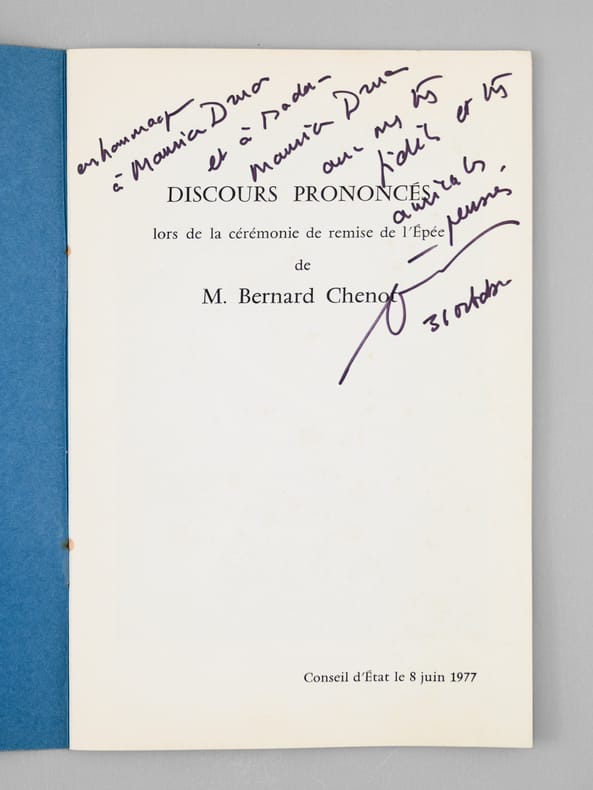 en hommage
à Maurice Druon
et à Madame
Maurice Druon
avec mes très
fidèles et très
amicales
pensées
DISCOURS PRONONCÉS
lors de la cérémonie de remise de l'Épée
de
M. Bernard Chenot
31 octobre
Conseil d'État le 8 juin 1977